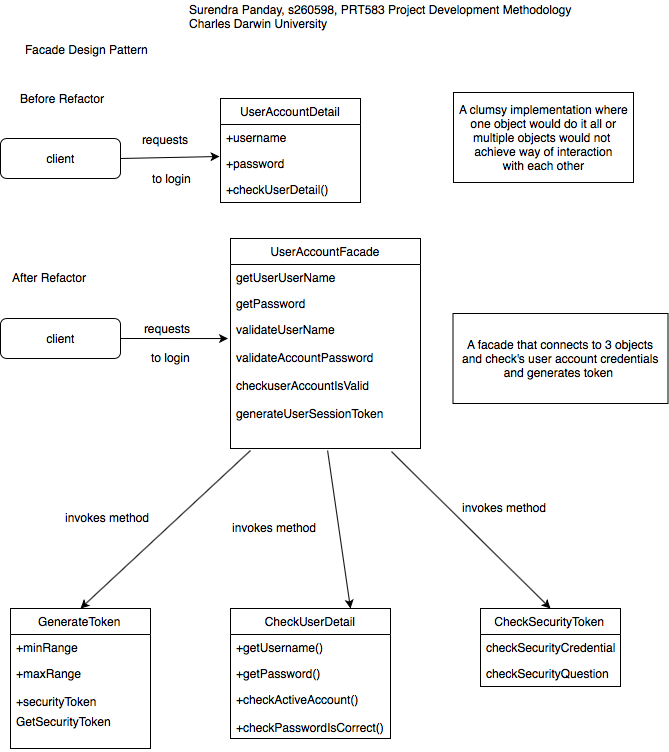 Surendra Panday, s260598, PRT583 Project Development Methodology
Charles Darwin University
Facade Design Pattern
Before Refactor
client
requests
to login
UserAccountDetail
+username
+password
+checkUserDetail()
A clumsy implementation where
one object would do it all or
multiple objects would not
achieve way of interaction
with each other
After Refactor
client
requests
to login
UserAccountFacade
getUserUserName
getPassword
validateUserName
validateAccountPassword
checkuserAccountIsValid
generateUserSessionToken
A facade that connects to 3 objects
and check's user account credentials
and generates token
invokes method
invokes method
invokes method
GenerateToken
+minRange
+maxRange
+securityToken
GetSecurityToken
CheckUserDetail
+getUsername()
+getPassword()
+checkActiveAccount()
+checkPasswordIsCorrect()
CheckSecurityToken
checkSecurityCredential
checkSecurityQuestion